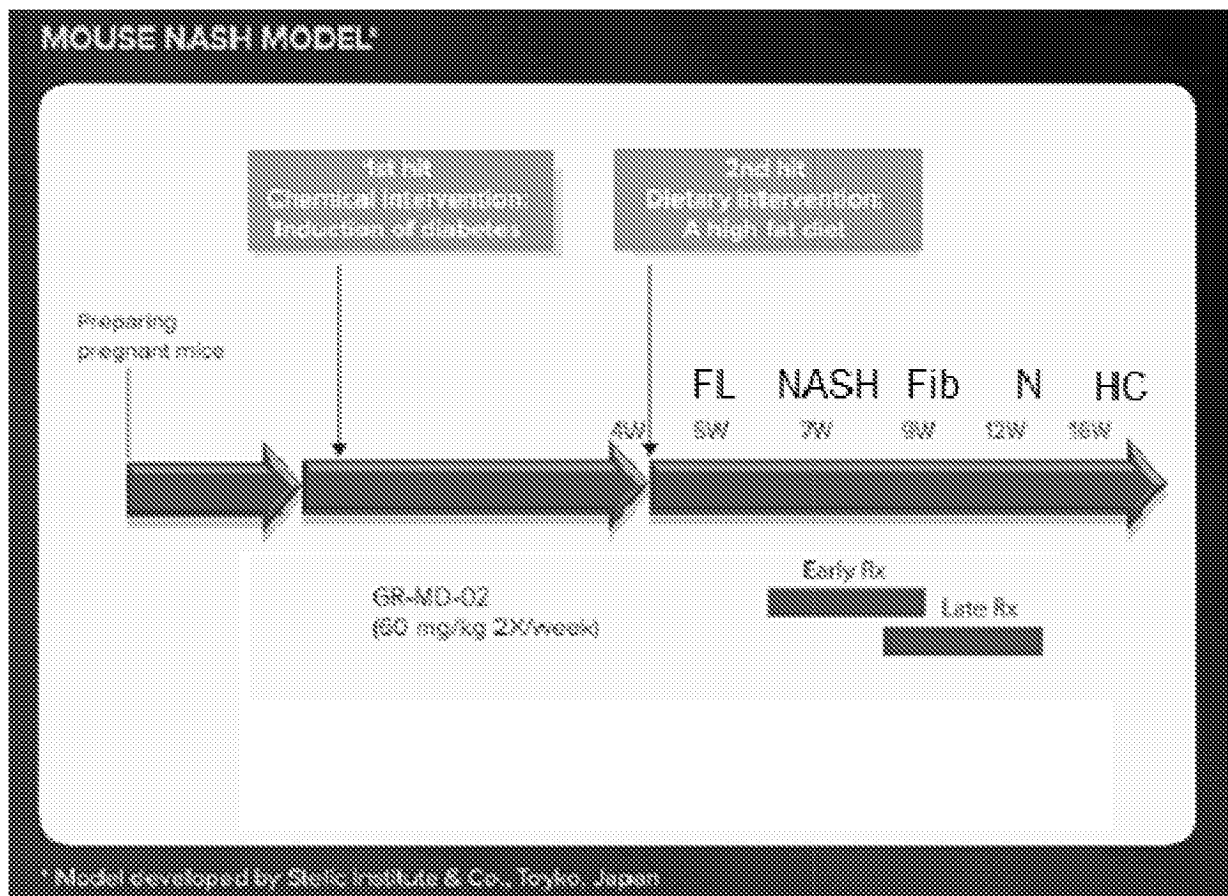 MOUSE NASH MODEL*
1st hit
Chemical intervention
Induction of diabetes
2nd hit
Dietary intervention
A high fat diet
Preparing
pregnant mice
FL NASH Fib N HC
4W 5W 7W 9W 12W 16W
GR-MD-02
(60 mg/kg 2X/week)
Early Rx
Late Rx
* Model developed by Stelic Institute & Co., Toyko, Japan